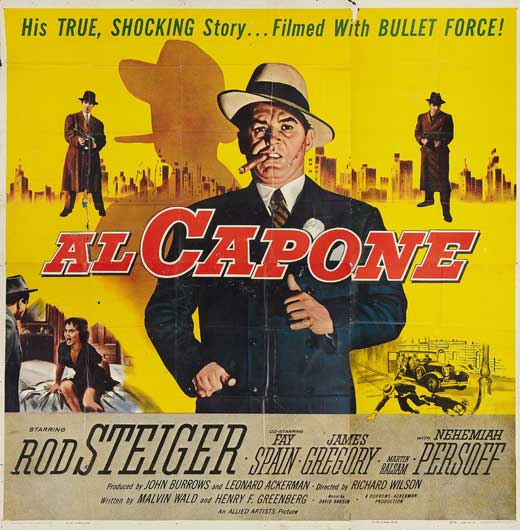 His TRUE, SHOCKING Story...Filmed With BULLET FORCE!
AL CAPONE
STARRING
ROD STEIGER
CO-STARRING
FAY SPAIN · JAMES GREGORY · MARTIN BALSAM
WITH NEHEMIAH PERSOFF
Produced by JOHN BURROWS and LEONARD ACKERMAN · Directed by RICHARD WILSON
Written by MALVIN WALD and HENRY F. GREENBERG · Music by DAVID RAKSIN · A BURROWS-ACKERMAN PRODUCTION
An ALLIED ARTISTS Picture